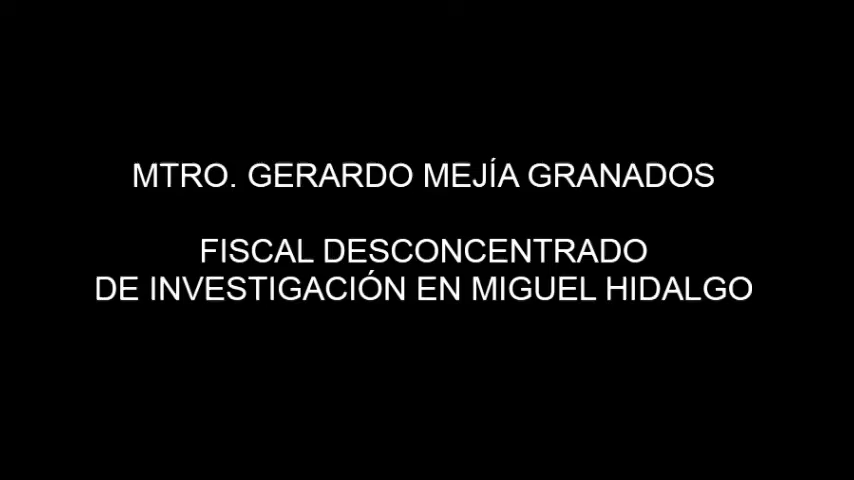 MTRO. GERARDO MEJÍA GRANADOS
FISCAL DESCONCENTRADO
DE INVESTIGACIÓN EN MIGUEL HIDALGO